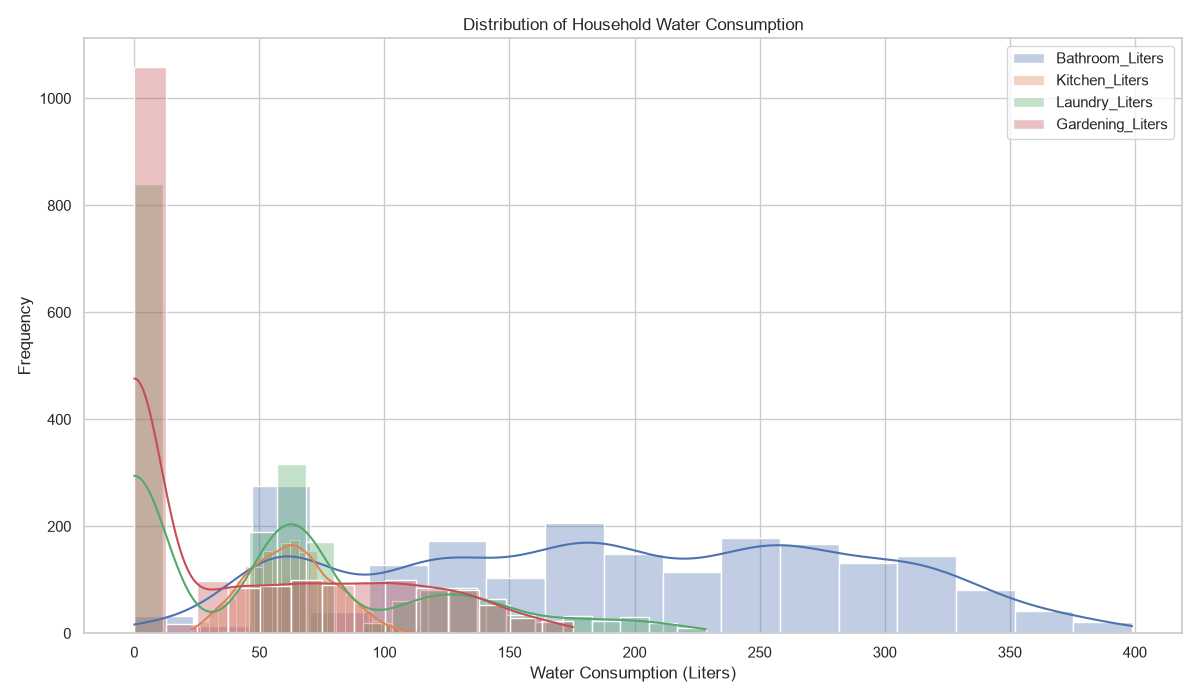 Distribution of Household Water Consumption
Bathroom_Liters
Kitchen_Liters
Laundry_Liters
Gardening_Liters
Frequency
1000
800
600
400
200
0
0 50 100 150 200 250 300 350 400
Water Consumption (Liters)